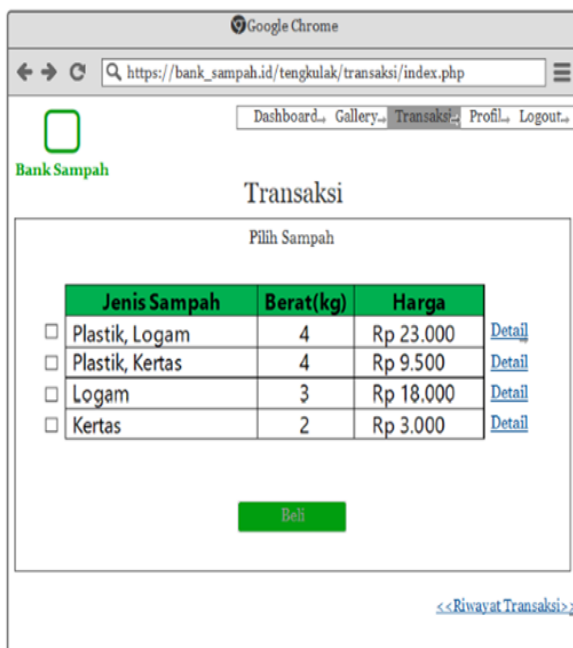 Google Chrome
https://bank_sampah.id/tengkulak/transaksi/index.php
Dashboard Gallery Transaksi Profil Logout
Bank Sampah
Transaksi
Pilih Sampah
Jenis Sampah Berat(kg) Harga
Plastik, Logam 4 Rp 23.000 Detail
Plastik, Kertas 4 Rp 9.500 Detail
Logam 3 Rp 18.000 Detail
Kertas 2 Rp 3.000 Detail
Beli
<<Riwayat Transaksi>>